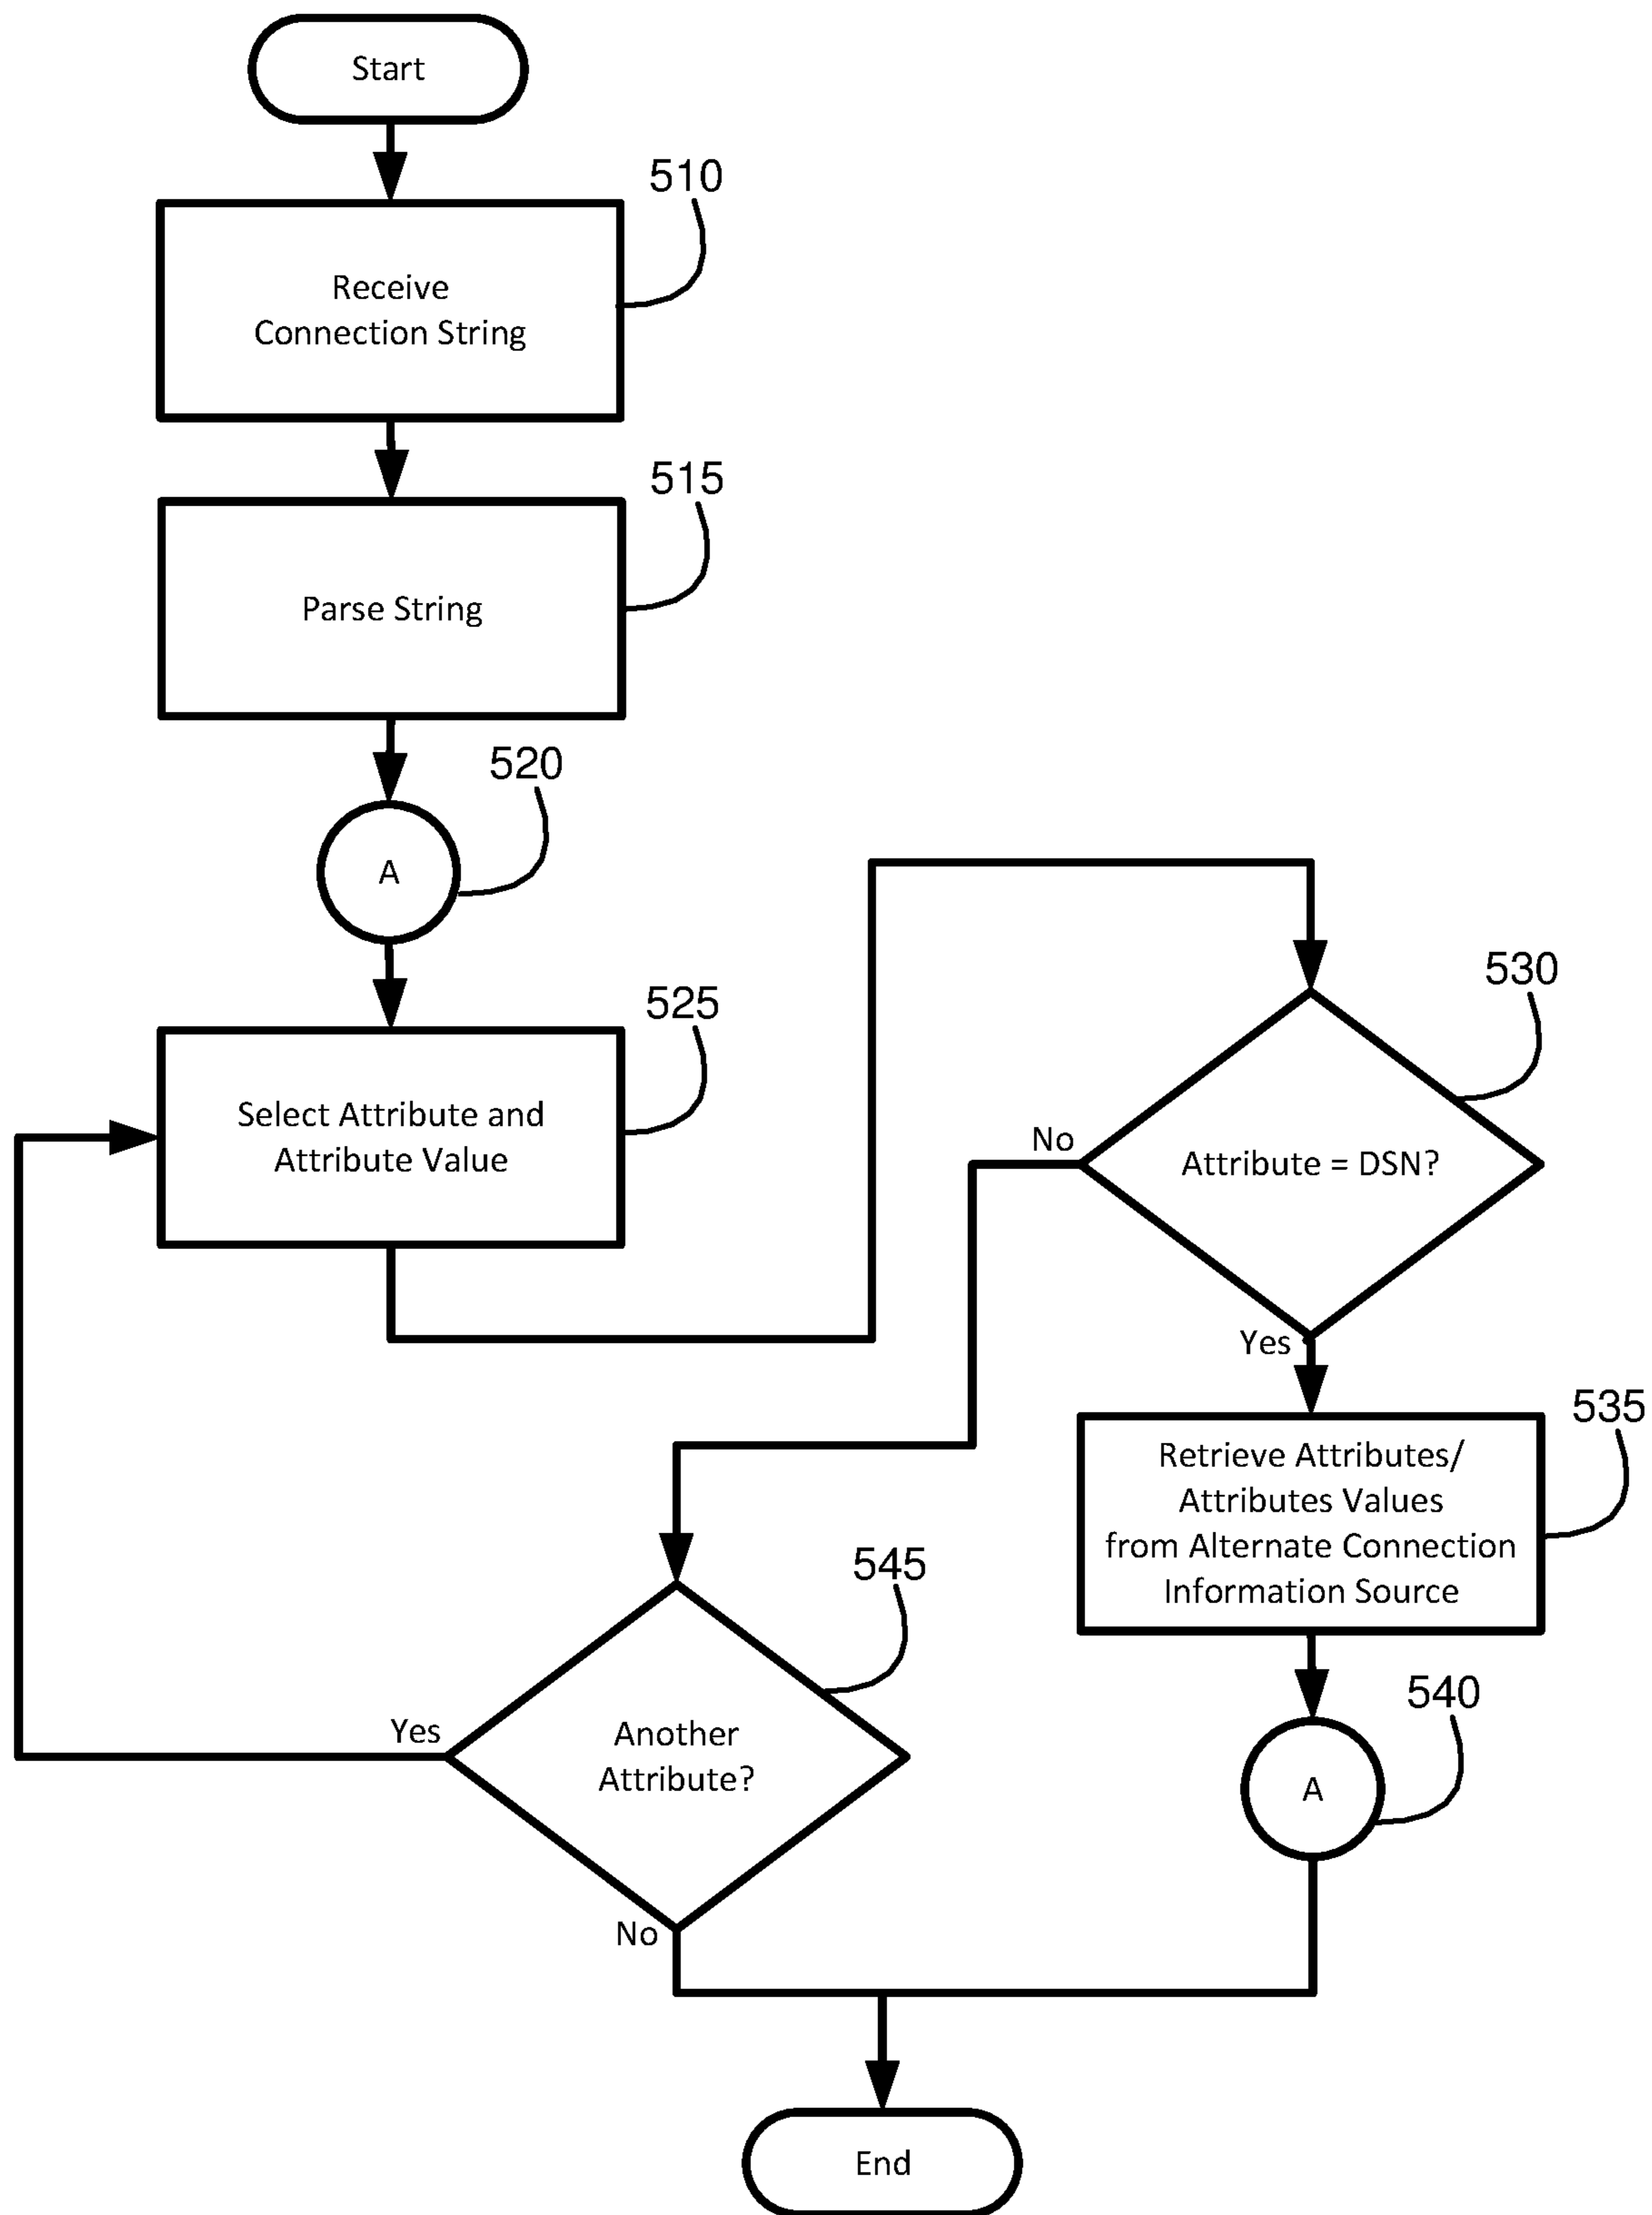 Start
510
Receive
Connection String
515
Parse String
520
A
525
Select Attribute and
Attribute Value
530
No
Attribute = DSN?
Yes
535
Retrieve Attributes/
Attributes Values
from Alternate Connection
Information Source
540
A
545
Yes
Another
Attribute?
No
End